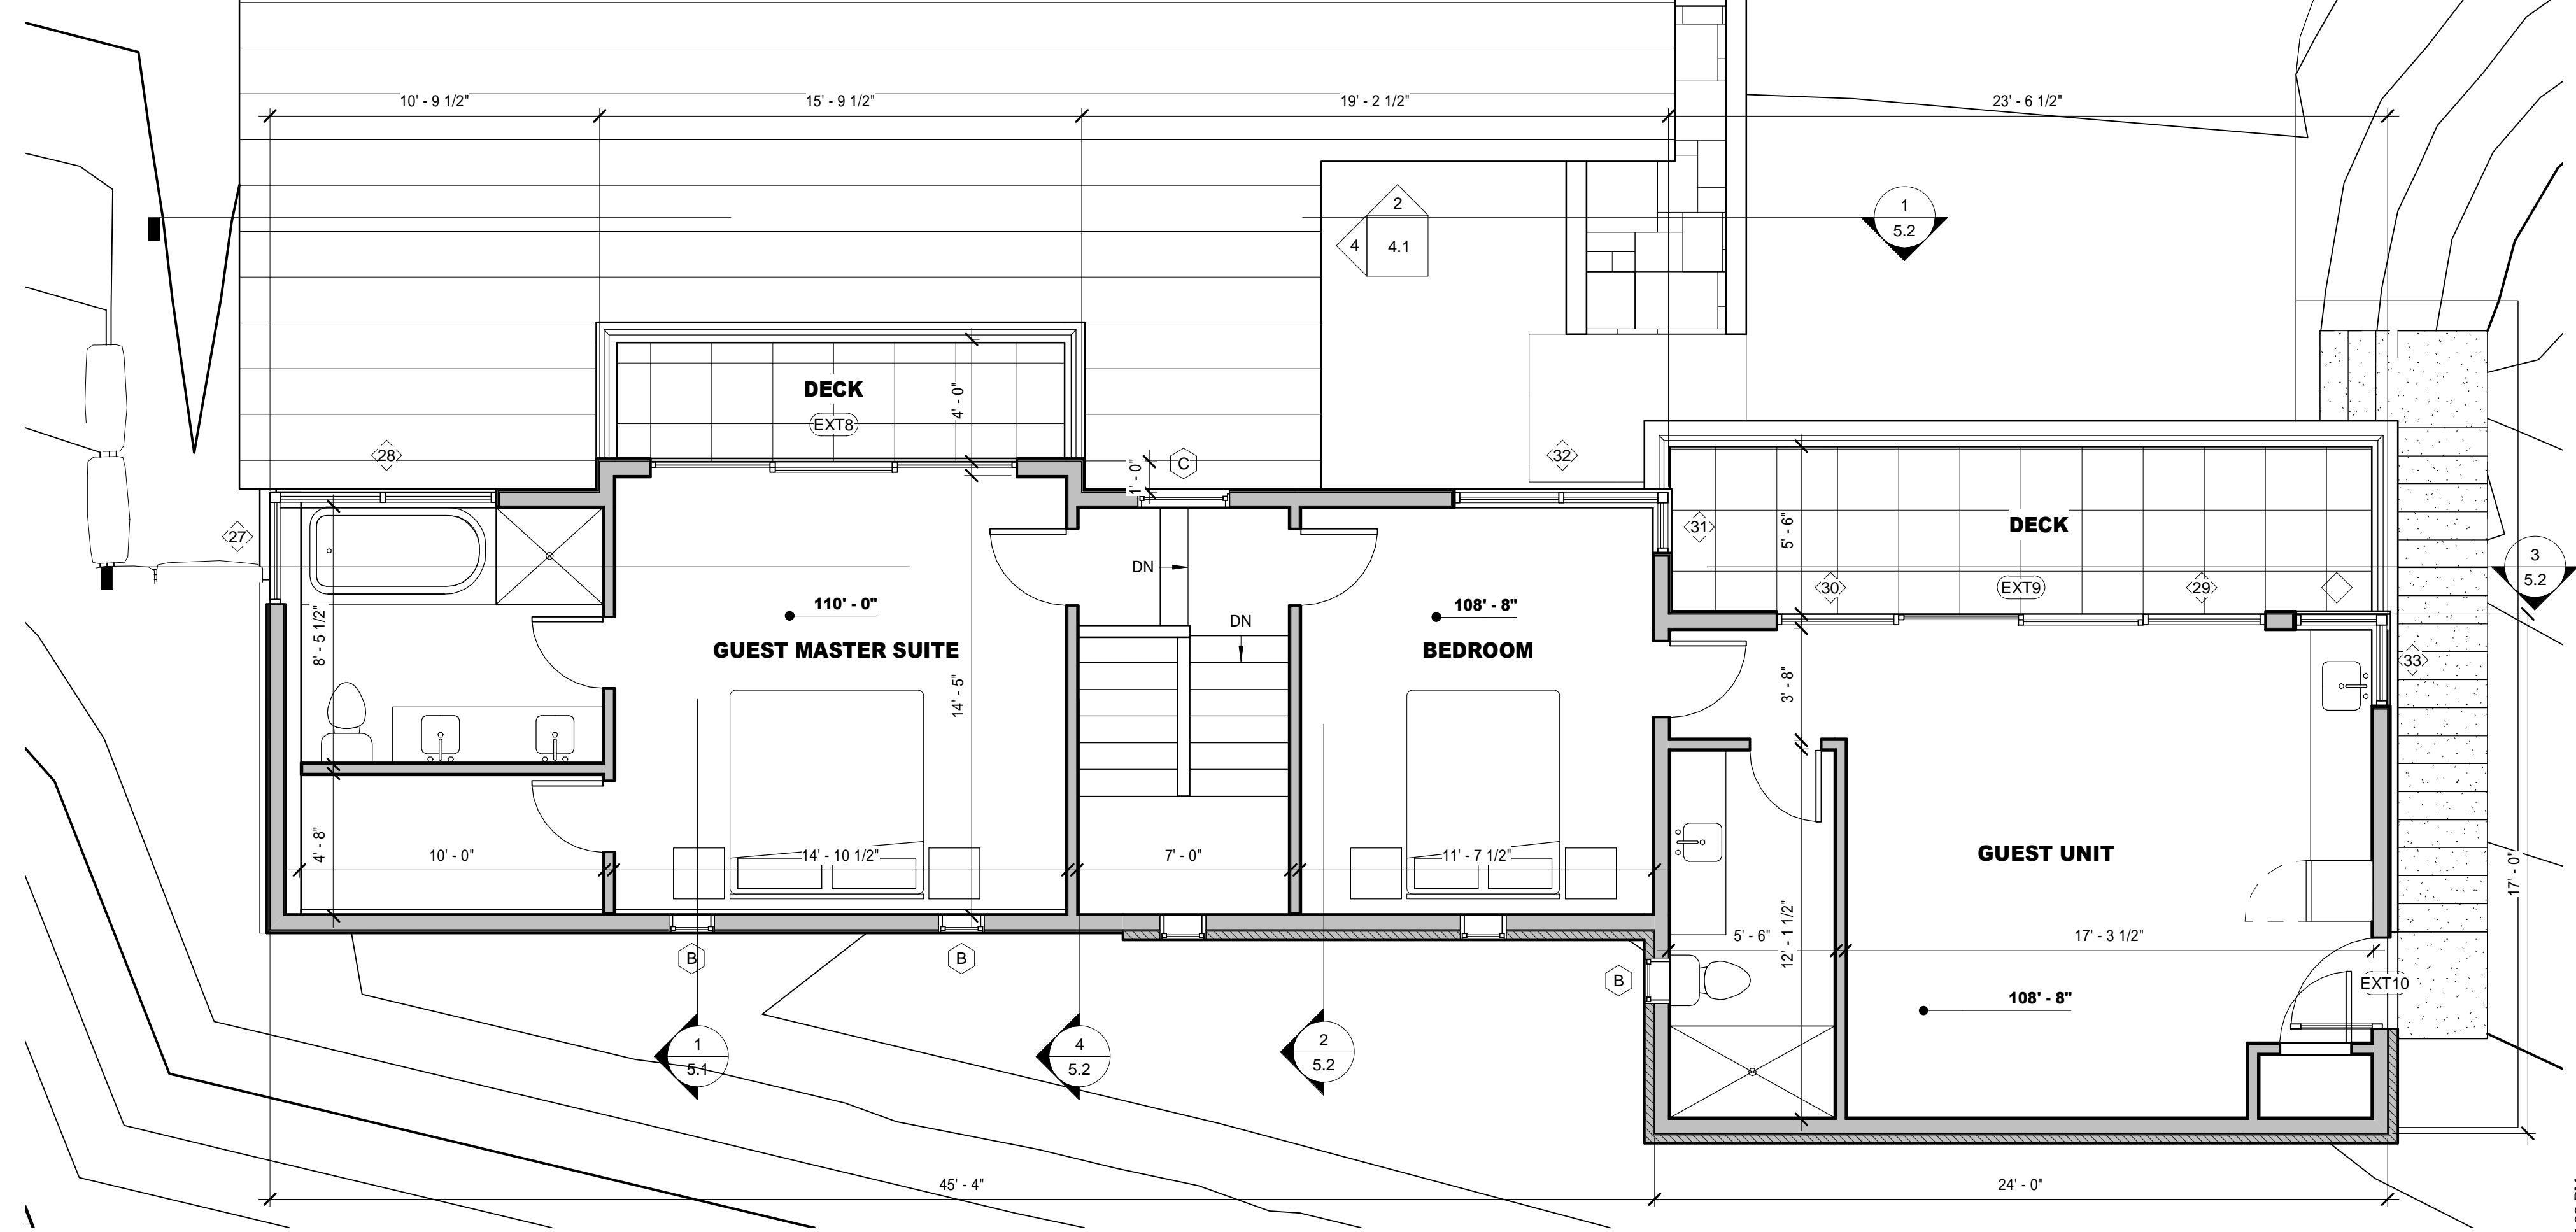 10' - 9 1/2"
15' - 9 1/2"
19' - 2 1/2"
23' - 6 1/2"
2
4
4.1
1
5.2
DECK
EXT8
4' - 0"
28
1' - 0"
C
32
27
31
5' - 6"
DECK
30
EXT9
29
3
5.2
DN
DN
110' - 0"
GUEST MASTER SUITE
108' - 8"
BEDROOM
8' - 5 1/2"
14' - 5"
3' - 8"
33
4' - 8"
10' - 0"
14' - 10 1/2"
7' - 0"
11' - 7 1/2"
GUEST UNIT
17' - 0"
5' - 6"
12' - 1 1/2"
17' - 3 1/2"
B
B
B
EXT10
108' - 8"
1
5.1
4
5.2
2
5.2
45' - 4"
24' - 0"